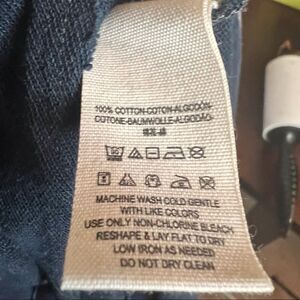 100% COTTON-COTON-ALGODÓN-
COTONE-BAUMWOLLE-ALGODÃO-
MACHINE WASH COLD GENTLE
WITH LIKE COLORS
USE ONLY NON-CHLORINE BLEACH
RESHAPE & LAY FLAT TO DRY
LOW IRON AS NEEDED
DO NOT DRY CLEAN